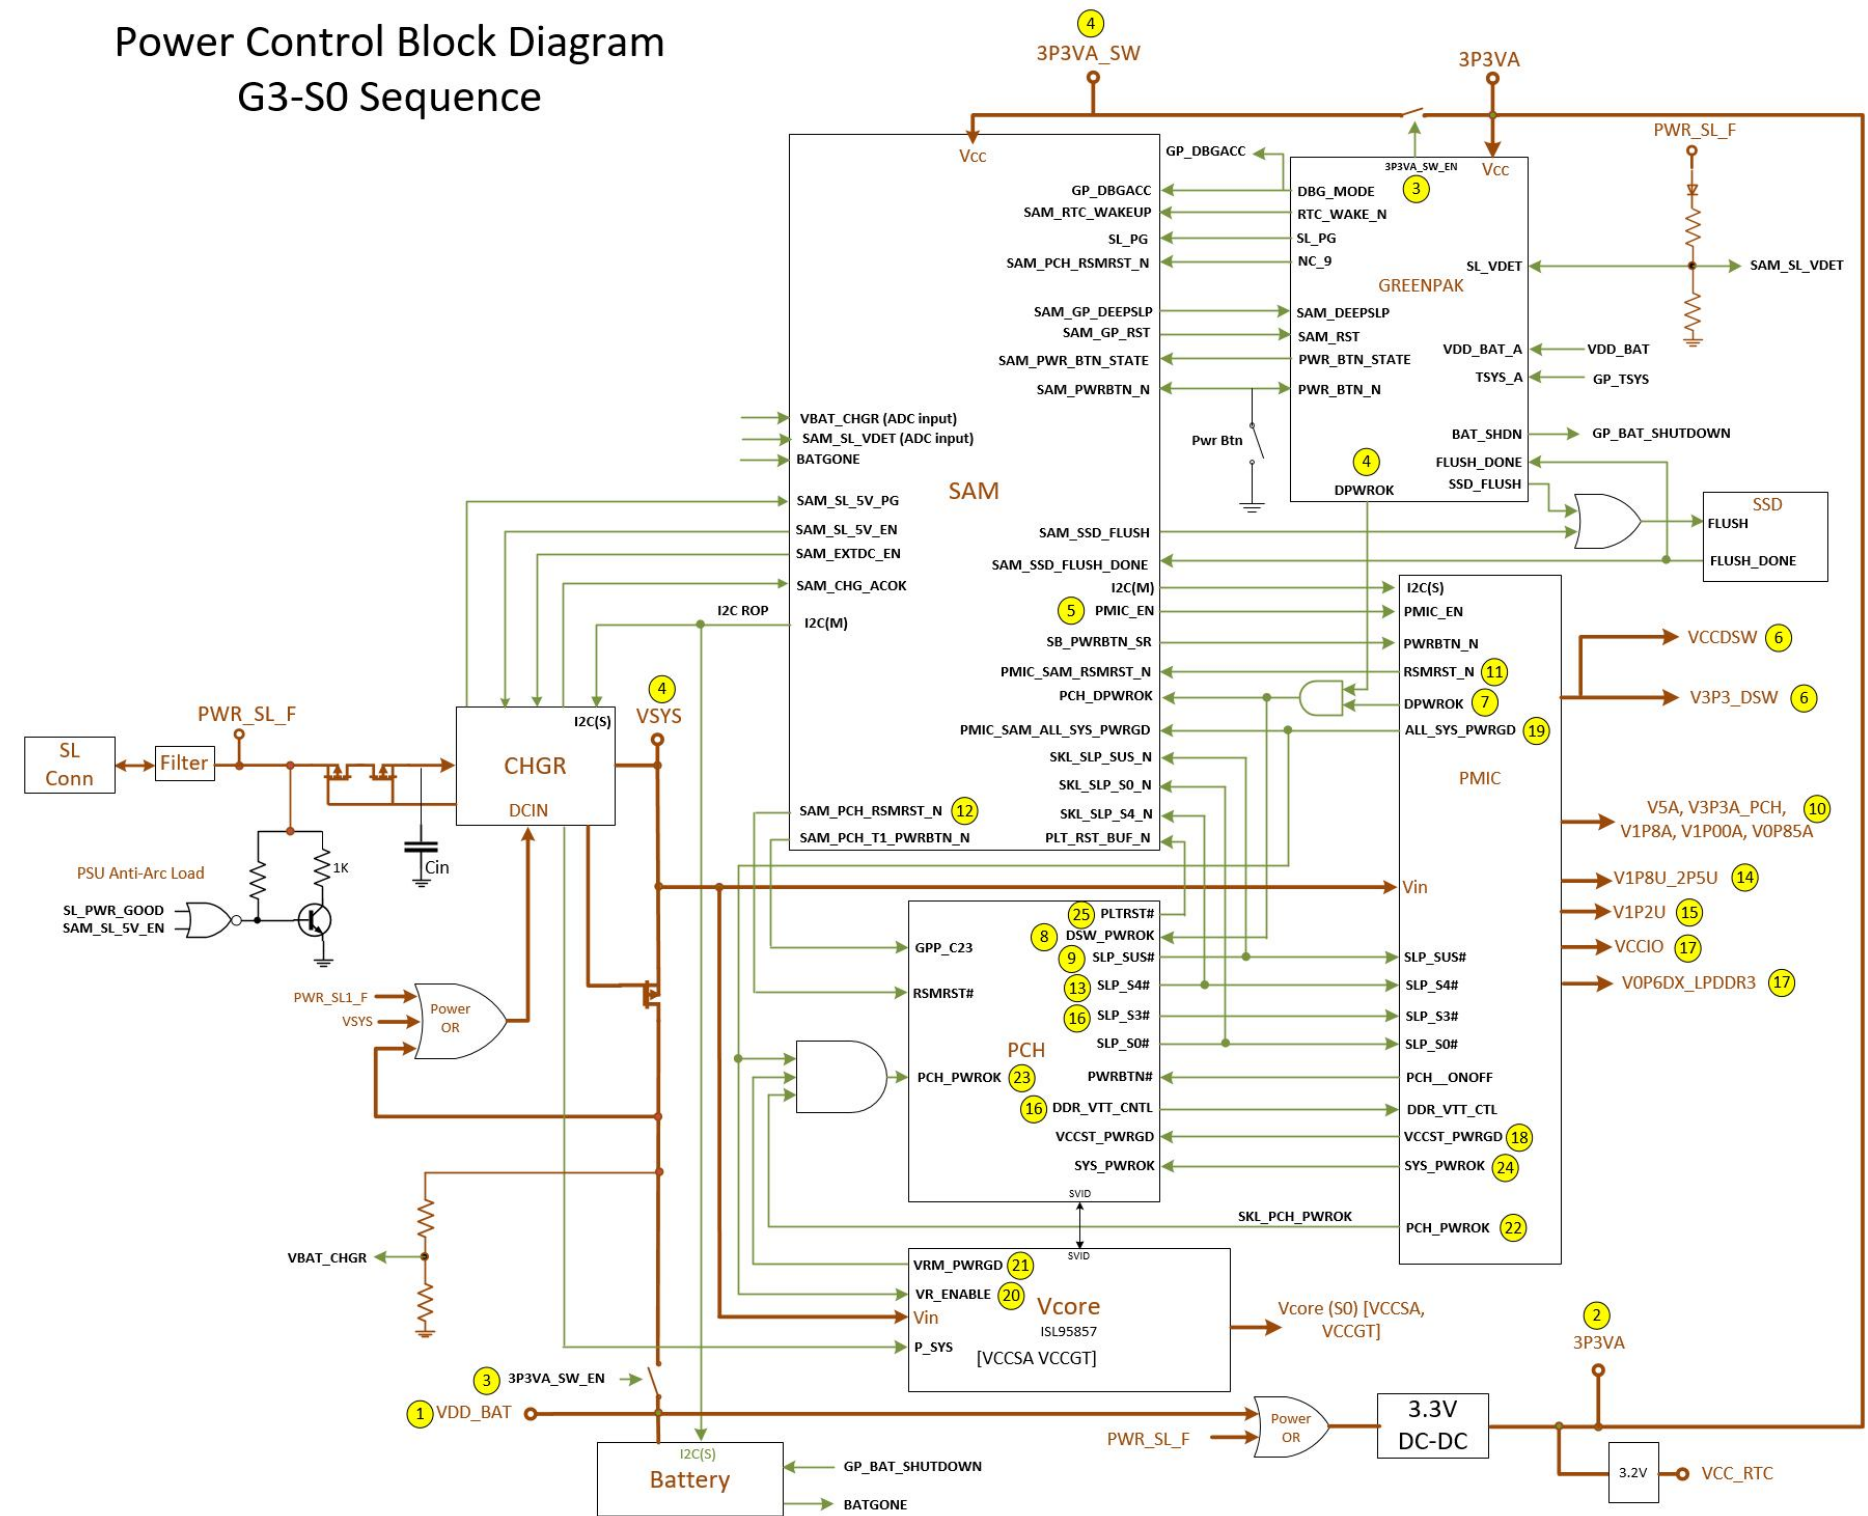 Power Control Block Diagram
G3-S0 Sequence
4
3P3VA_SW
3P3VA
PWR_SL_F
Vcc
GP_DBGACC
3P3VA_SW_EN
Vcc
3
GP_DBGACC
DBG_MODE
SAM_RTC_WAKEUP
RTC_WAKE_N
SL_PG
SL_PG
SAM_PCH_RSMRST_N
NC_9
SL_VDET
SAM_SL_VDET
GREENPAK
SAM_GP_DEEPSLP
SAM_DEEPSLP
SAM_GP_RST
SAM_RST
SAM_PWR_BTN_STATE
PWR_BTN_STATE
VDD_BAT_A
VDD_BAT
TSYS_A
GP_TSYS
SAM_PWRBTN_N
PWR_BTN_N
VBAT_CHGR (ADC input)
SAM_SL_VDET (ADC input)
BATGONE
Pwr Btn
BAT_SHDN
GP_BAT_SHUTDOWN
4
FLUSH_DONE
DPWROK
SSD_FLUSH
SAM
SAM_SL_5V_PG
SSD
FLUSH
SAM_SL_5V_EN
SAM_SSD_FLUSH
SAM_EXTDC_EN
SAM_SSD_FLUSH_DONE
FLUSH_DONE
SAM_CHG_ACOK
I2C(M)
I2C(S)
I2C ROP
I2C(M)
5
PMIC_EN
PMIC_EN
SB_PWRBTN_SR
PWRBTN_N
VCCDSW
6
PMIC_SAM_RSMRST_N
RSMRST_N
11
PCH_DPWROK
DPWROK
7
V3P3_DSW
6
PMIC_SAM_ALL_SYS_PWRGD
ALL_SYS_PWRGD
19
4
VSYS
PWR_SL_F
I2C(S)
SL
Conn
Filter
CHGR
DCIN
SKL_SLP_SUS_N
SKL_SLP_S0_N
SKL_SLP_S4_N
PLT_RST_BUF_N
PMIC
SAM_PCH_RSMRST_N
12
SAM_PCH_T1_PWRBTN_N
V5A, V3P3A_PCH,
V1P8A, V1P00A, V0P85A
10
PSU Anti-Arc Load
1K
Cin
SL_PWR_GOOD
SAM_SL_5V_EN
Vin
V1P8U_2P5U
14
V1P2U
15
VCCIO
17
V0P6DX_LPDDR3
17
25
PLTRST#
8
DSW_PWROK
GPP_C23
9
SLP_SUS#
SLP_SUS#
RSMRST#
13
SLP_S4#
SLP_S4#
16
SLP_S3#
SLP_S3#
SLP_S0#
SLP_S0#
PCH
PWR_SL1_F
VSYS
Power
OR
PCH_PWROK
23
PWRBTN#
PCH__ONOFF
16
DDR_VTT_CNTL
DDR_VTT_CTL
VCCST_PWRGD
VCCST_PWRGD
18
SYS_PWROK
SYS_PWROK
24
SVID
SKL_PCH_PWROK
PCH_PWROK
22
SVID
VBAT_CHGR
VRM_PWRGD
21
VR_ENABLE
20
Vin
Vcore
ISL95857
P_SYS
[VCCSA VCCGT]
Vcore (S0) [VCCSA,
VCCGT]
2
3P3VA
3
3P3VA_SW_EN
1
VDD_BAT
PWR_SL_F
Power
OR
3.3V
DC-DC
I2C(S)
Battery
GP_BAT_SHUTDOWN
BATGONE
3.2V
VCC_RTC